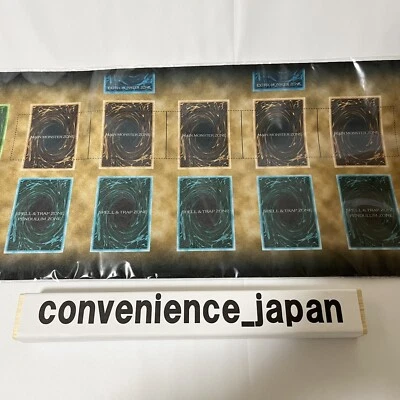 EXTRA MONSTER ZONE EXTRA MONSTER ZONE
MAIN MONSTER ZONE MAIN MONSTER ZONE MAIN MONSTER ZONE MAIN MONSTER ZONE MAIN MONSTER ZONE
SPELL & TRAP ZONE SPELL & TRAP ZONE SPELL & TRAP ZONE SPELL & TRAP ZONE SPELL & TRAP ZONE
PENDULUM ZONE PENDULUM ZONE
convenience_japan